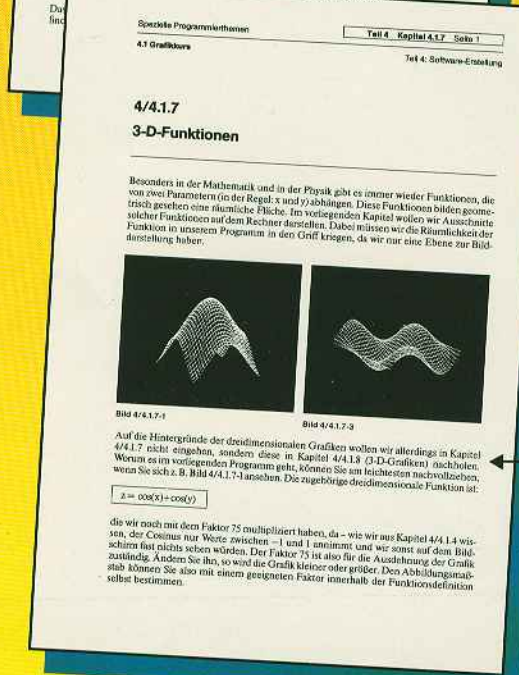 Spezielle Programmierthemen
Teil 4 Kapitel 4.1.7 Seite 1
4.1 Grafikkurs
Teil 4: Software-Erstellung
4/4.1.7
3-D-Funktionen
Besonders in der Mathematik und in der Physik gibt es immer wieder Funktionen, die
von zwei Parametern (in der Regel: x und y) abhängen. Diese Funktionen bilden geome-
trisch gesehen eine räumliche Fläche. Im vorliegenden Kapitel wollen wir Ausschnitte
solcher Funktionen auf dem Rechner darstellen. Dabei müssen wir die Räumlichkeit der
Funktion in unserem Programm in den Griff kriegen, da wir nur eine Ebene zur Bild-
darstellung haben.
Bild 4/4.1.7-1
Bild 4/4.1.7-3
Auf die Hintergründe der dreidimensionalen Grafiken wollen wir allerdings in Kapitel
4/4.1.7 nicht eingehen, sondern diese in Kapitel 4/4.1.8 (3-D-Grafiken) nachholen.
Worum es im vorliegenden Programm geht, können Sie am leichtesten nachvollziehen,
wenn Sie sich z. B. Bild 4/4.1.7-1 ansehen. Die zugehörige dreidimensionale Funktion ist:
z = cos(x)+cos(y)
die wir noch mit dem Faktor 75 multipliziert haben, da – wie wir aus Kapitel 4/4.1.4 wis-
sen, der Cosinus nur Werte zwischen −1 und 1 annimmt und wir sonst auf dem Bild-
schirm fast nichts sehen würden. Der Faktor 75 ist also für die Ausdehnung der Grafik
zuständig. Ändern Sie ihn, so wird die Grafik kleiner oder größer. Den Abbildungsmaß-
stab können Sie also mit einem geeigneten Faktor innerhalb der Funktionsdefinition
selbst bestimmen.